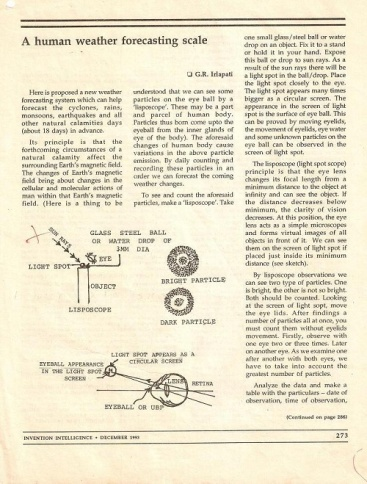 A human weather forecasting scale
❑ G.R. Irlapati
Here is proposed a new weather
forecasting system which can help
forecast the cyclones, rains,
monsoons, earthquakes and all
other natural calamities days
(about 18 days) in advance.
Its principle is that the
forthcoming circumstances of a
natural calamity affect the
surrounding Earth's magnetic field.
The changes of Earth's magnetic
field bring about changes in the
cellular and molecular actions of
man within that Earth's magnetic
field. (Here is a thing be
understood that we can see some
particles on the eye ball by a
'lisposcope'. These may be a part
and parcel of human body.
Particles thus born come upto the
eyeball from the inner glands of
eye of the body). The aforesaid
changes of human body cause
variations in the above particle
emission. By daily counting and
recording these particles in an
order we can forecast the coming
weather changes.
To see and count the aforesaid
particles, make a 'lisposcope'. Take
one small glass/steel ball or water
drop on an object. Fix it to a stand
or hold it in your hand. Expose
this ball or drop to sun rays. As a
result of the sun rays there will be
a light spot in the ball/drop. Place
the light spot closely to the eye.
The light spot appears many times
bigger as a circular screen. The
appearance in the screen of light
spot is the surface of eye ball. This
can be proved by moving eyelids,
the movement of eyelids, eye water
and some unknown particles on the
eye ball can be observed in the
screen of light spot.
The lisposcope (light spot scope)
principle is that the eye lens
changes its focal length from a
minimum distance to the object at
infinity and can see the object. If
the distance decreases below
minimum, the clarity of vision
decreases. At this position, the eye
lens acts as a simple microscope
and forms virtual images of all
objects in front of it. We can see
them on the screen of light spot if
placed just inside its minimum
distance (see sketch).
By lisposcope observations we
can see two type of particles. One
is bright, the other is not so bright.
Both should be counted. Looking
at the screen of light sopt, move
the eye lids. After findings a
number of particles all at once, you
must count them without eyelids
movement. Firstly, observe with
one eye two or three times. Later
on another eye. As we examine one
after another with both eyes, we
have to take into account the
greatest number of particles.
Analyze the data and make a
table with the particulars – date of
observation, time of observation,
(Continued on page 286)
GLASS STEEL BALL
OR WATER DROP OF
3MM DIA
SUN RAYS
EYE
LIGHT SPOT
OBJECT
LISPOSCOPE
BRIGHT PARTICLE
DARK PARTICLE
LIGHT SPOT APPEARS AS A
CIRCULAR SCREEN
EYEBALL APPEARANCE
IN THE LIGHT SPOT
SCREEN
LENS
RETINA
EYEBALL OR UBP
INVENTION INTELLIGENCE • DECEMBER 1993
273